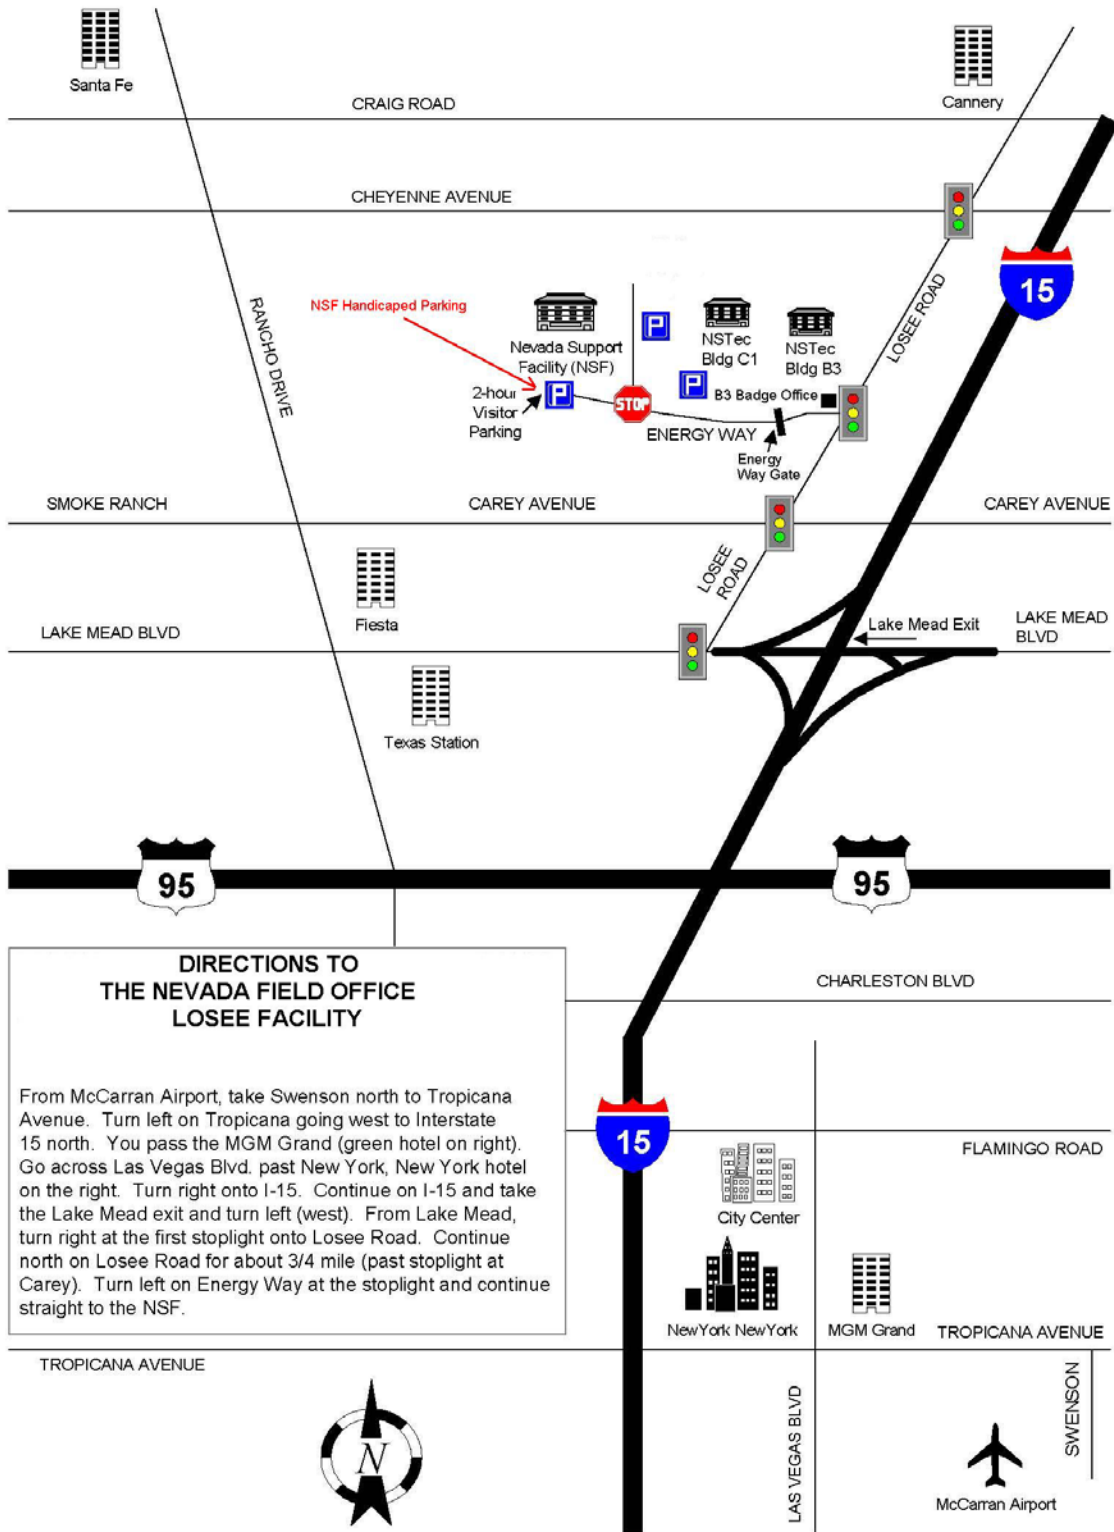 Santa Fe
Cannery
CRAIG ROAD
CHEYENNE AVENUE
15
RANCHO DRIVE
NSF Handicaped Parking
LOSEE ROAD
P
Nevada Support
Facility (NSF)
NSTec
Bldg C1
NSTec
Bldg B3
P
P
2-hour
Visitor
Parking
STOP
B3 Badge Office
ENERGY WAY
Energy
Way Gate
SMOKE RANCH
CAREY AVENUE
CAREY AVENUE
LOSEE
ROAD
Fiesta
LAKE MEAD BLVD
Lake Mead Exit
LAKE MEAD
BLVD
Texas Station
95
95
DIRECTIONS TO
THE NEVADA FIELD OFFICE
LOSEE FACILITY
From McCarran Airport, take Swenson north to Tropicana
Avenue. Turn left on Tropicana going west to Interstate
15 north. You pass the MGM Grand (green hotel on right).
Go across Las Vegas Blvd. past New York, New York hotel
on the right. Turn right onto I-15. Continue on I-15 and take
the Lake Mead exit and turn left (west). From Lake Mead,
turn right at the first stoplight onto Losee Road. Continue
north on Losee Road for about 3/4 mile (past stoplight at
Carey). Turn left on Energy Way at the stoplight and continue
straight to the NSF.
CHARLESTON BLVD
15
FLAMINGO ROAD
City Center
NewYork NewYork
MGM Grand
TROPICANA AVENUE
TROPICANA AVENUE
N
LAS VEGAS BLVD
SWENSON
McCarran Airport